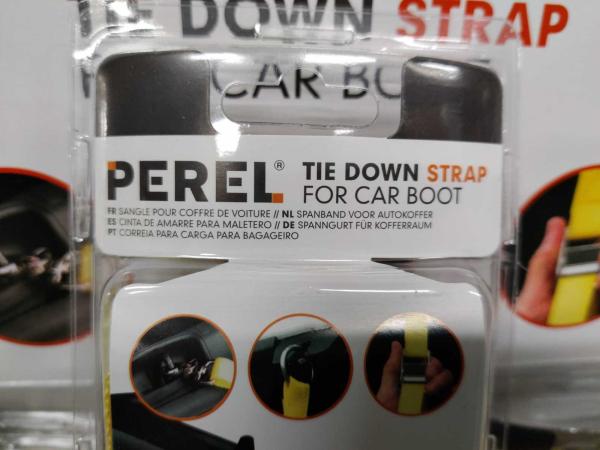 TIE DOWN STRAP
FOR CAR BO
PEREL®
TIE DOWN STRAP
FOR CAR BOOT
FR SANGLE POUR COFFRE DE VOITURE // NL SPANBAND VOOR AUTOKOFFER
ES CINTA DE AMARRE PARA MALETERO // DE SPANNGURT FÜR KOFFERRAUM
PT CORREIA PARA CARGA PARA BAGAGEIRO